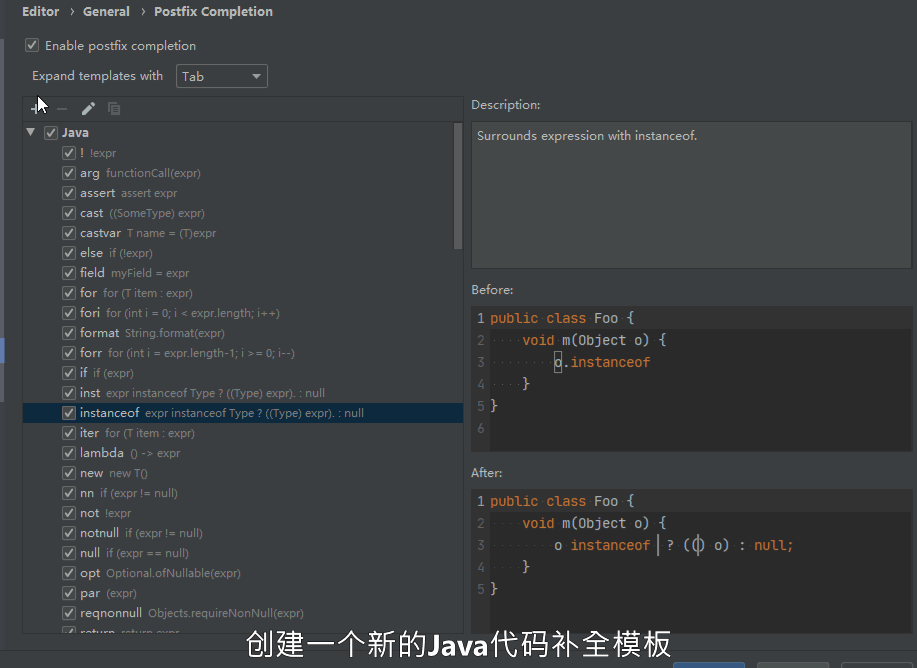 Editor › General › Postfix Completion
Enable postfix completion
Expand templates with Tab
Java
! !expr
arg functionCall(expr)
assert assert expr
cast ((SomeType) expr)
castvar T name = (T)expr
else if (!expr)
field myField = expr
for for (T item : expr)
fori for (int i = 0; i < expr.length; i++)
format String.format(expr)
forr for (int i = expr.length-1; i >= 0; i--)
if if (expr)
inst expr instanceof Type ? ((Type) expr). : null
instanceof expr instanceof Type ? ((Type) expr). : null
iter for (T item : expr)
lambda () -> expr
new new T()
nn if (expr != null)
not !expr
notnull if (expr != null)
null if (expr == null)
opt Optional.ofNullable(expr)
par (expr)
reqnonnull Objects.requireNonNull(expr)
return return expr
Description:
Surrounds expression with instanceof.
Before:
1 public class Foo {
2 void m(Object o) {
3 o.instanceof
4 }
5 }
6
After:
1 public class Foo {
2 void m(Object o) {
3 o instanceof ? (() o) : null;
4 }
5 }
创建一个新的Java代码补全模板